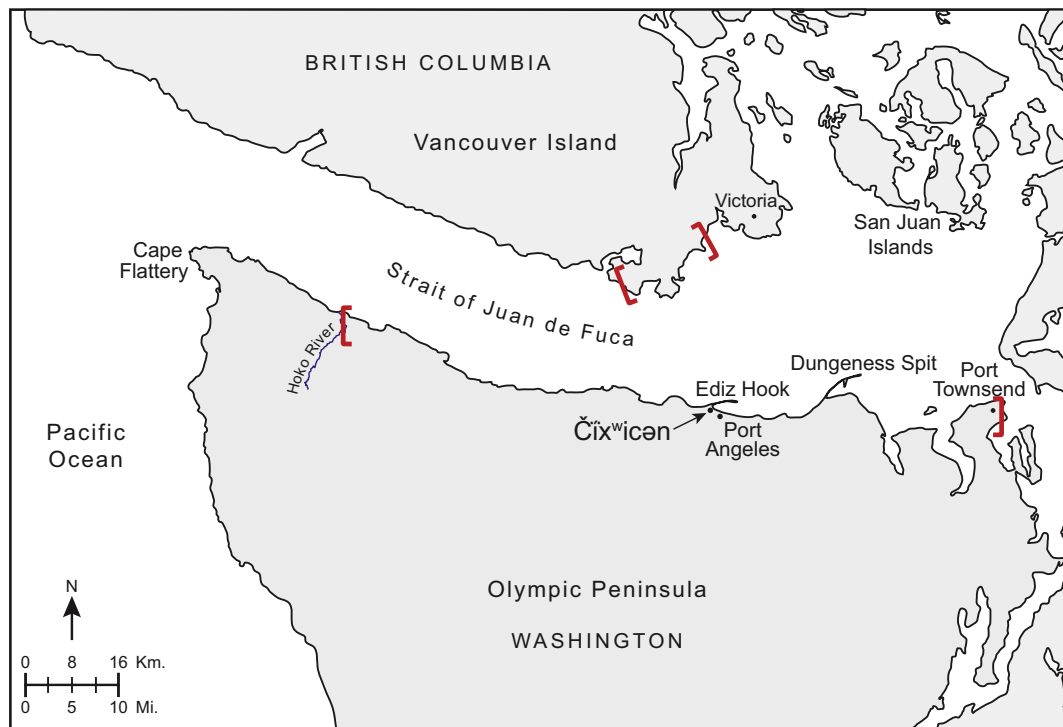 BRITISH COLUMBIA
Vancouver Island
Victoria
San Juan
Islands
Cape
Flattery
Strait of Juan de Fuca
Hoko River
Dungeness Spit
Port
Townsend
Ediz Hook
Č̕ixʷicən
Port
Angeles
Pacific
Ocean
Olympic Peninsula
WASHINGTON
N
0 8 16 Km.
0 5 10 Mi.